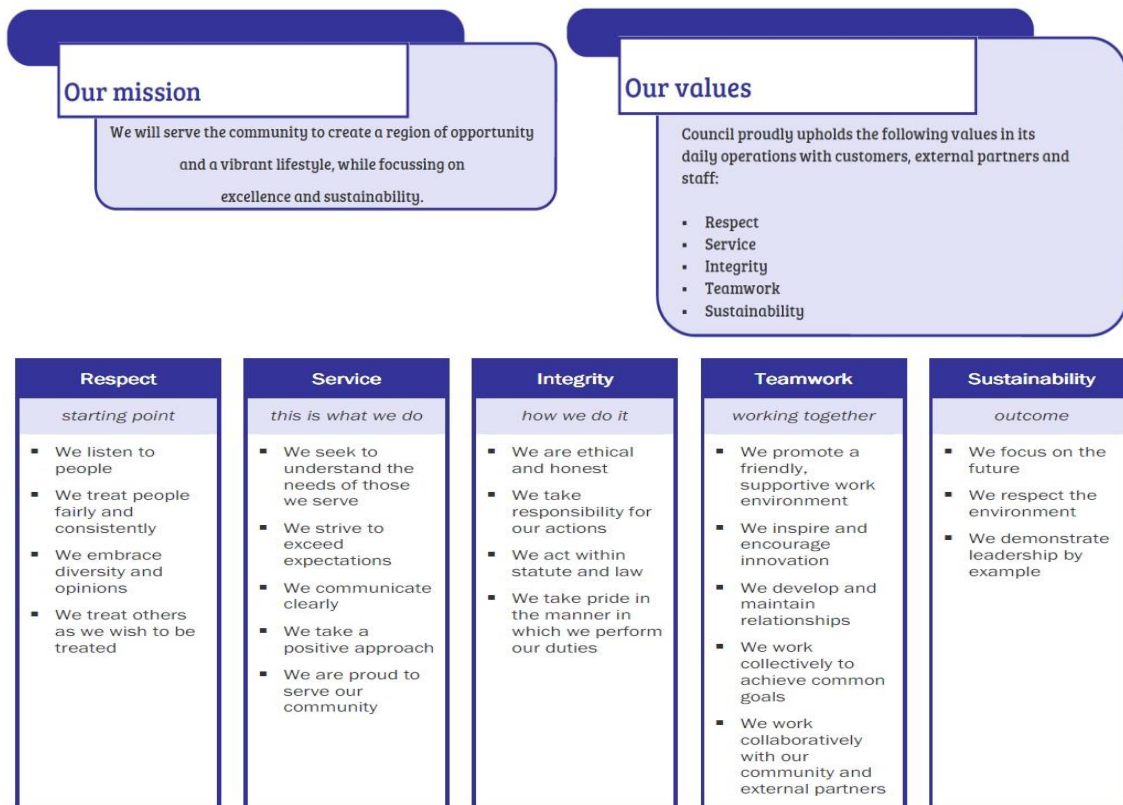 Our mission
We will serve the community to create a region of opportunity
and a vibrant lifestyle, while focussing on
excellence and sustainability.
Our values
Council proudly upholds the following values in its
daily operations with customers, external partners and
staff:
▪ Respect
▪ Service
▪ Integrity
▪ Teamwork
▪ Sustainability
Respect
starting point
▪ We listen to
people
▪ We treat people
fairly and
consistently
▪ We embrace
diversity and
opinions
▪ We treat others
as we wish to be
treated
Service
this is what we do
▪ We seek to
understand the
needs of those
we serve
▪ We strive to
exceed
expectations
▪ We communicate
clearly
▪ We take a
positive approach
▪ We are proud to
serve our
community
Integrity
how we do it
▪ We are ethical
and honest
▪ We take
responsibility for
our actions
▪ We act within
statute and law
▪ We take pride in
the manner in
which we perform
our duties
Teamwork
working together
▪ We promote a
friendly,
supportive work
environment
▪ We inspire and
encourage
innovation
▪ We develop and
maintain
relationships
▪ We work
collectively to
achieve common
goals
▪ We work
collaboratively
with our
community and
external partners
Sustainability
outcome
▪ We focus on the
future
▪ We respect the
environment
▪ We demonstrate
leadership by
example